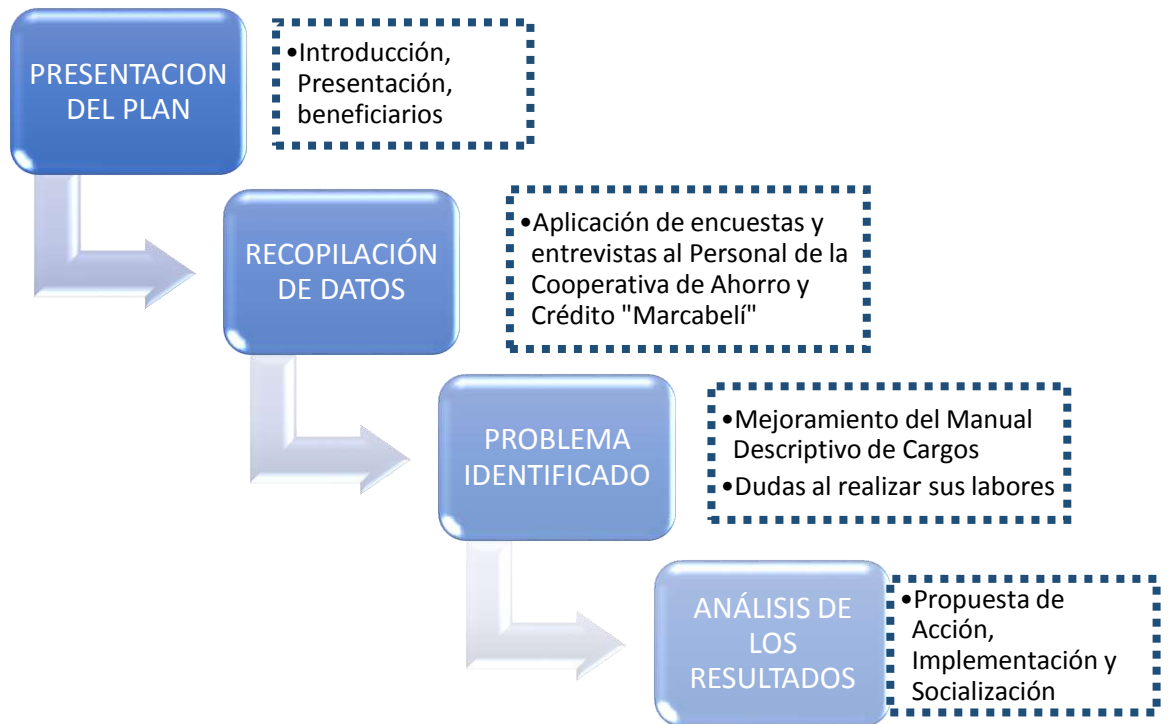 PRESENTACION
DEL PLAN
•Introducción,
Presentación,
beneficiarios
RECOPILACIÓN
DE DATOS
•Aplicación de encuestas y
entrevistas al Personal de la
Cooperativa de Ahorro y
Crédito "Marcabelí"
PROBLEMA
IDENTIFICADO
•Mejoramiento del Manual
Descriptivo de Cargos
•Dudas al realizar sus labores
ANÁLISIS DE
LOS
RESULTADOS
•Propuesta de
Acción,
Implementación y
Socialización